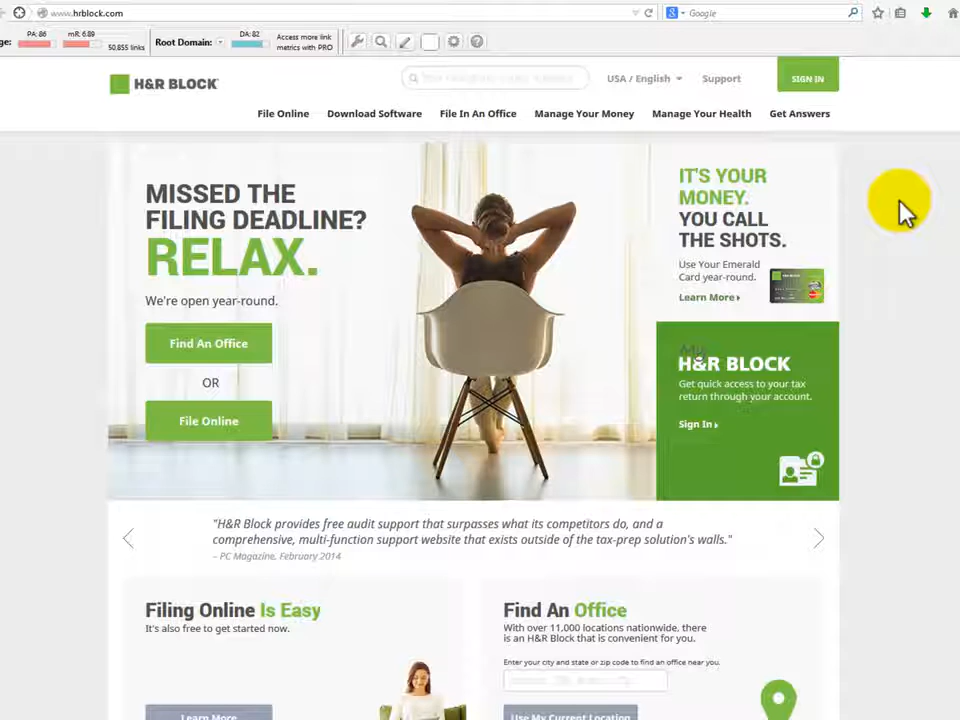 www.hrblock.com
Google
ge:
PA: 86
mR: 6.89
50,855 links
Root Domain:
DA: 82
Access more link
metrics with PRO
H&R BLOCK
USA / English
Support
SIGN IN
File Online
Download Software
File In An Office
Manage Your Money
Manage Your Health
Get Answers
MISSED THE
FILING DEADLINE?
RELAX.
We're open year-round.
Find An Office
OR
File Online
IT'S YOUR
MONEY.
YOU CALL
THE SHOTS.
Use Your Emerald
Card year-round.
Learn More
My
H&R BLOCK
Get quick access to your tax
return through your account.
Sign In
"H&R Block provides free audit support that surpasses what its competitors do, and a
comprehensive, multi-function support website that exists outside of the tax-prep solution's walls."
– PC Magazine, February 2014
Filing Online Is Easy
It's also free to get started now.
Learn More
Find An Office
With over 11,000 locations nationwide, there
is an H&R Block that is convenient for you.
Enter your city and state or zip code to find an office near you.
Use My Current Location